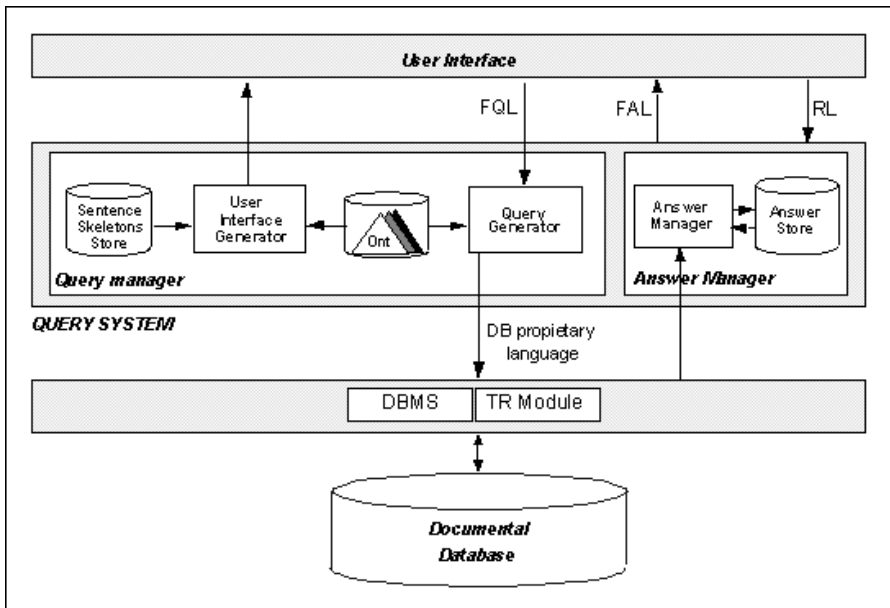 User Interface
FQL
FAL
RL
Sentence
Skeletons
Store
User
Interface
Generator
Ont
Query
Generator
Query manager
Answer
Manager
Answer
Store
Answer Manager
QUERY SYSTEM
DB propietary
language
DBMS
TR Module
Documental
Database